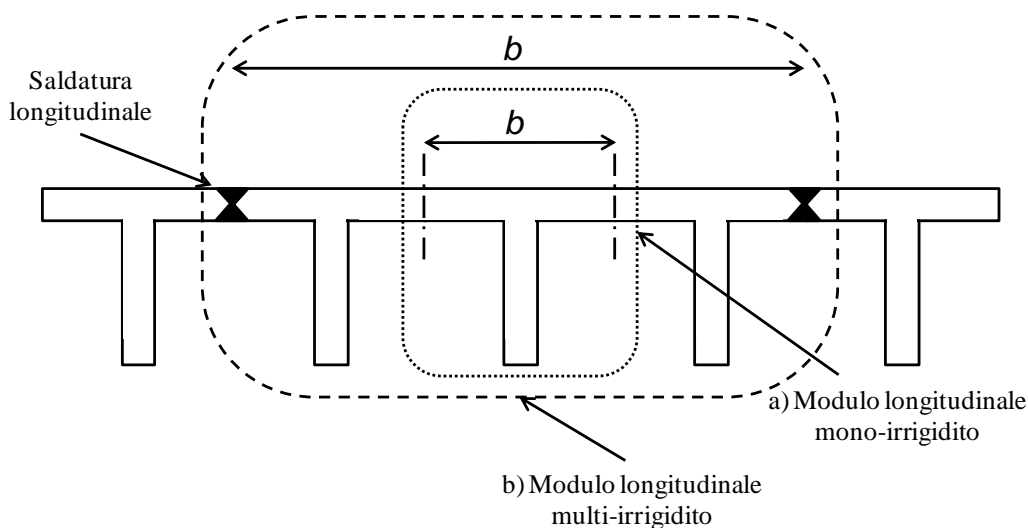 b
Saldatura
longitudinale
b
a) Modulo longitudinale
mono-irrigidito
b) Modulo longitudinale
multi-irrigidito